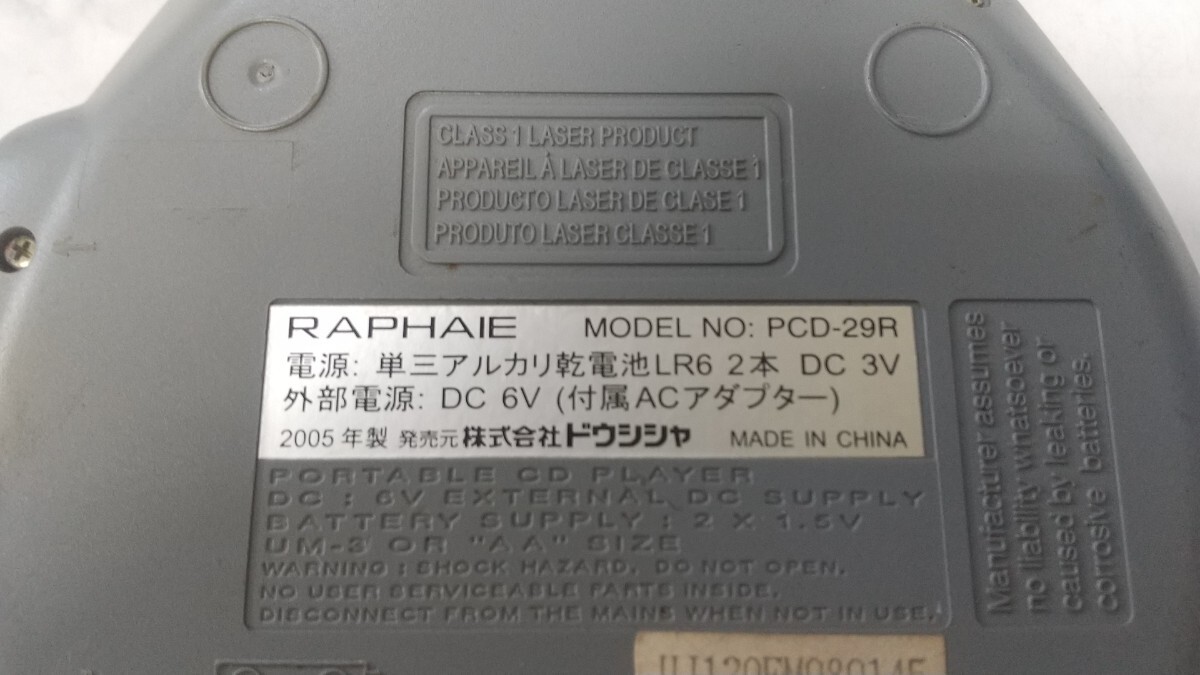 CLASS 1 LASER PRODUCT
APPAREIL À LASER DE CLASSE 1
PRODUCTO LASER DE CLASE 1
PRODUTO LASER CLASSE 1
RAPHAIE MODEL NO: PCD-29R
電源: 単三アルカリ乾電池LR6 2本 DC 3V
外部電源: DC 6V (付属ACアダプター)
2005年製 発売元 株式会社ドウシシャ MADE IN CHINA
PORTABLE CD PLAYER
DC : 6V EXTERNAL DC SUPPLY
BATTERY SUPPLY : 2 X 1.5V
UM-3 OR "AA" SIZE
WARNING : SHOCK HAZARD. DO NOT OPEN.
NO USER SERVICEABLE PARTS INSIDE.
DISCONNECT FROM THE MAINS WHEN NOT IN USE.
Manufacturer assumes
no liability whatsoever
caused by leaking or
corrosive batteries.